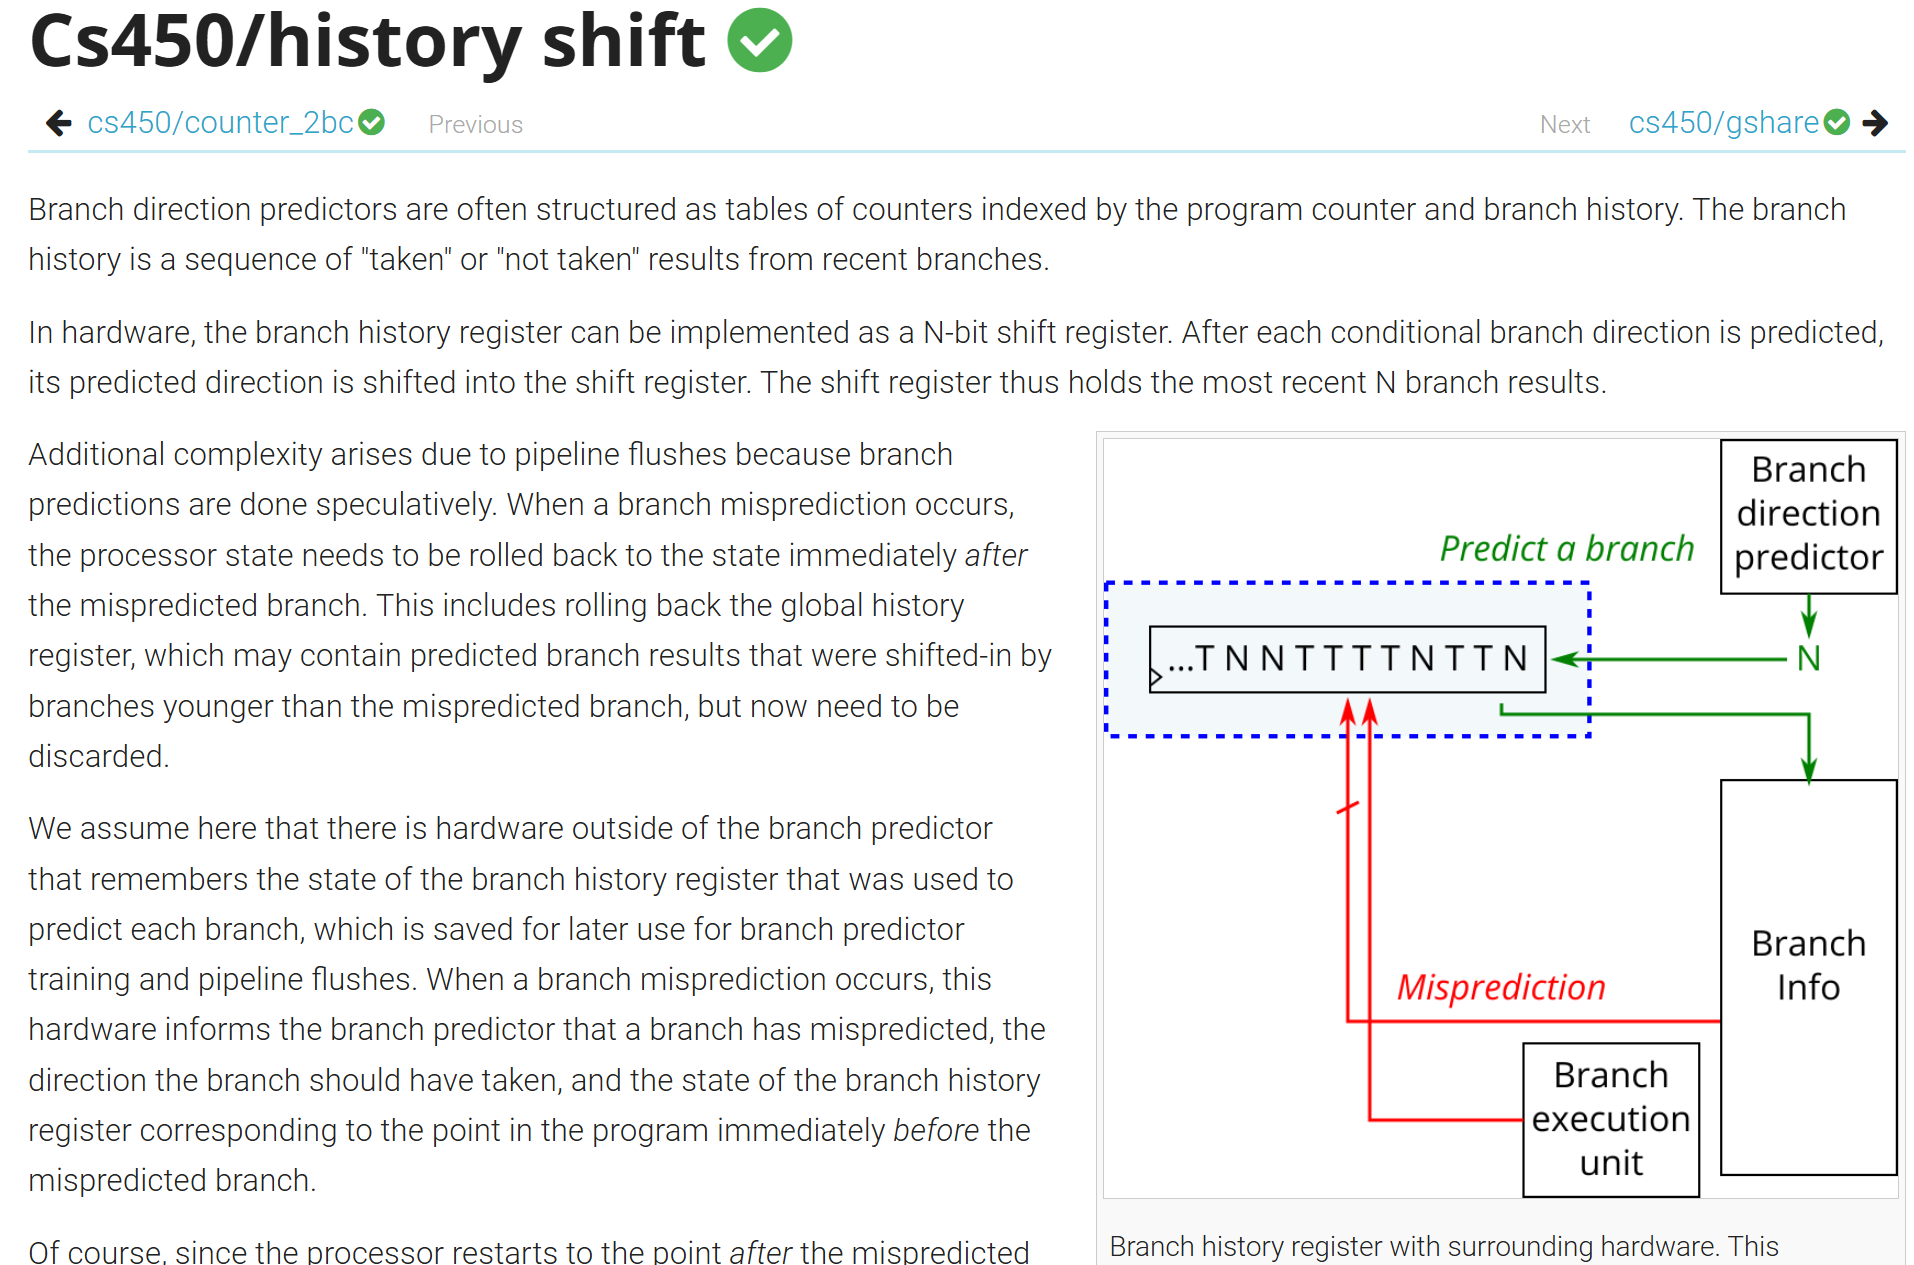 Cs450/history shift
cs450/counter_2bc Previous Next cs450/gshare
Branch direction predictors are often structured as tables of counters indexed by the program counter and branch history. The branch
history is a sequence of "taken" or "not taken" results from recent branches.
In hardware, the branch history register can be implemented as a N-bit shift register. After each conditional branch direction is predicted,
its predicted direction is shifted into the shift register. The shift register thus holds the most recent N branch results.
Additional complexity arises due to pipeline flushes because branch
predictions are done speculatively. When a branch misprediction occurs,
the processor state needs to be rolled back to the state immediately after
the mispredicted branch. This includes rolling back the global history
register, which may contain predicted branch results that were shifted-in by
branches younger than the mispredicted branch, but now need to be
discarded.
We assume here that there is hardware outside of the branch predictor
that remembers the state of the branch history register that was used to
predict each branch, which is saved for later use for branch predictor
training and pipeline flushes. When a branch misprediction occurs, this
hardware informs the branch predictor that a branch has mispredicted, the
direction the branch should have taken, and the state of the branch history
register corresponding to the point in the program immediately before the
mispredicted branch.
Of course, since the processor restarts to the point after the mispredicted
Branch
direction
predictor
Predict a branch
...T N N T T T T N T T N
N
Misprediction
Branch
Info
Branch
execution
unit
Branch history register with surrounding hardware. This